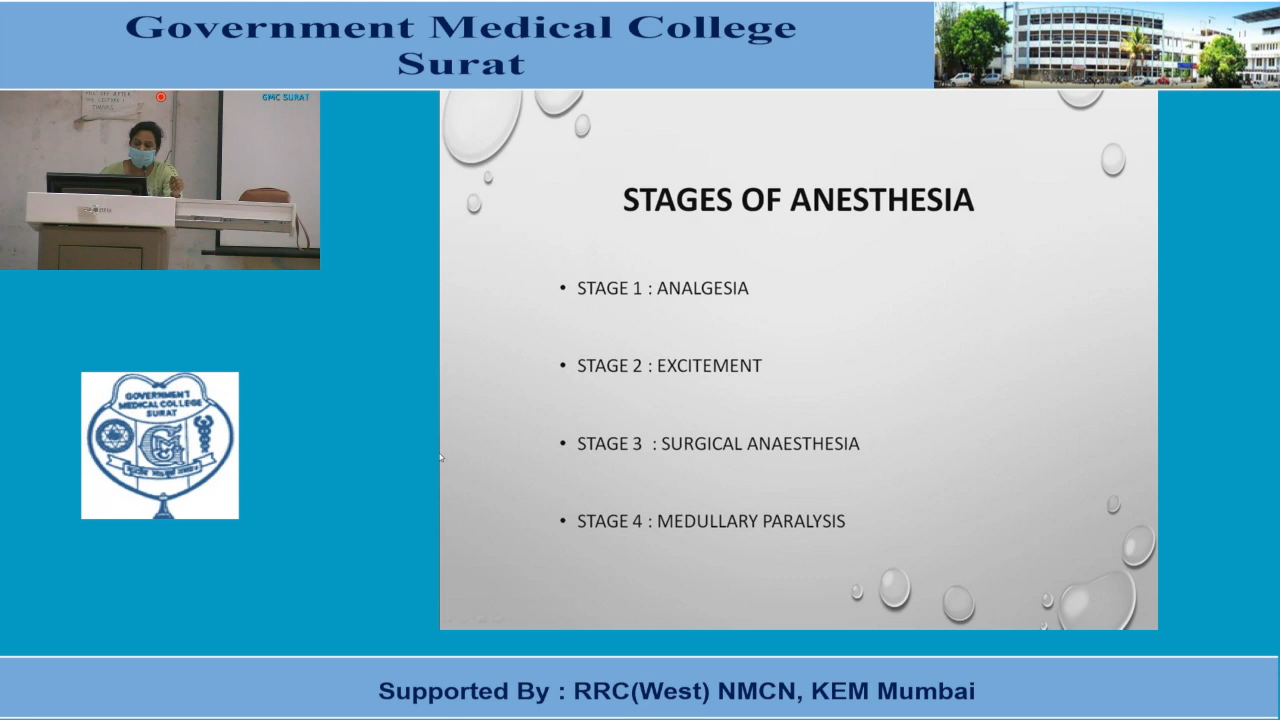 Government Medical College
Surat
GMC SURAT
STAGES OF ANESTHESIA
• STAGE 1 : ANALGESIA
• STAGE 2 : EXCITEMENT
• STAGE 3 : SURGICAL ANAESTHESIA
• STAGE 4 : MEDULLARY PARALYSIS
GOVERNMENT
MEDICAL COLLEGE
SURAT
Supported By : RRC(West) NMCN, KEM Mumbai